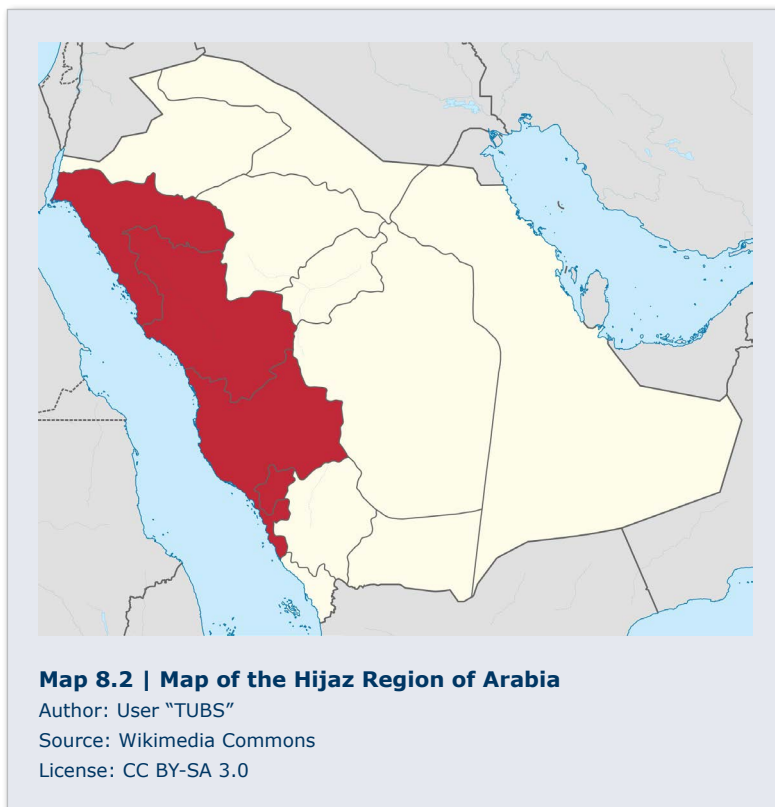 Map 8.2 | Map of the Hijaz Region of Arabia
Author: User “TUBS”
Source: Wikimedia Commons
License: CC BY-SA 3.0